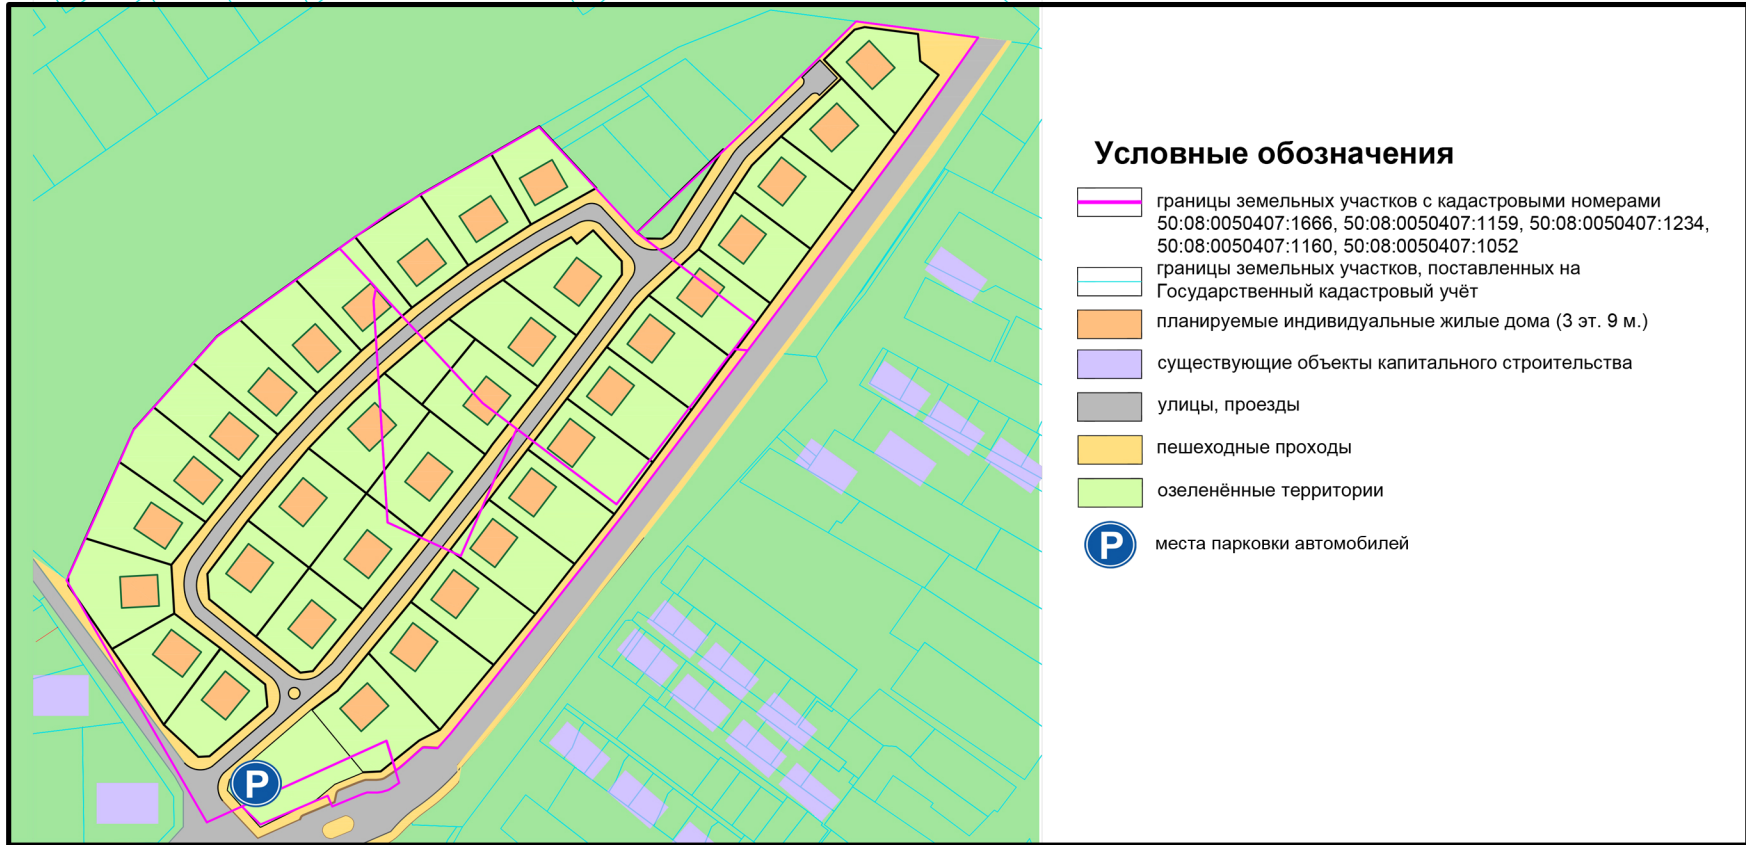 Условные обозначения
границы земельных участков с кадастровыми номерами
50:08:0050407:1666, 50:08:0050407:1159, 50:08:0050407:1234,
50:08:0050407:1160, 50:08:0050407:1052
границы земельных участков, поставленных на
Государственный кадастровый учёт
планируемые индивидуальные жилые дома (3 эт. 9 м.)
существующие объекты капитального строительства
улицы, проезды
пешеходные проходы
озеленённые территории
P места парковки автомобилей
P